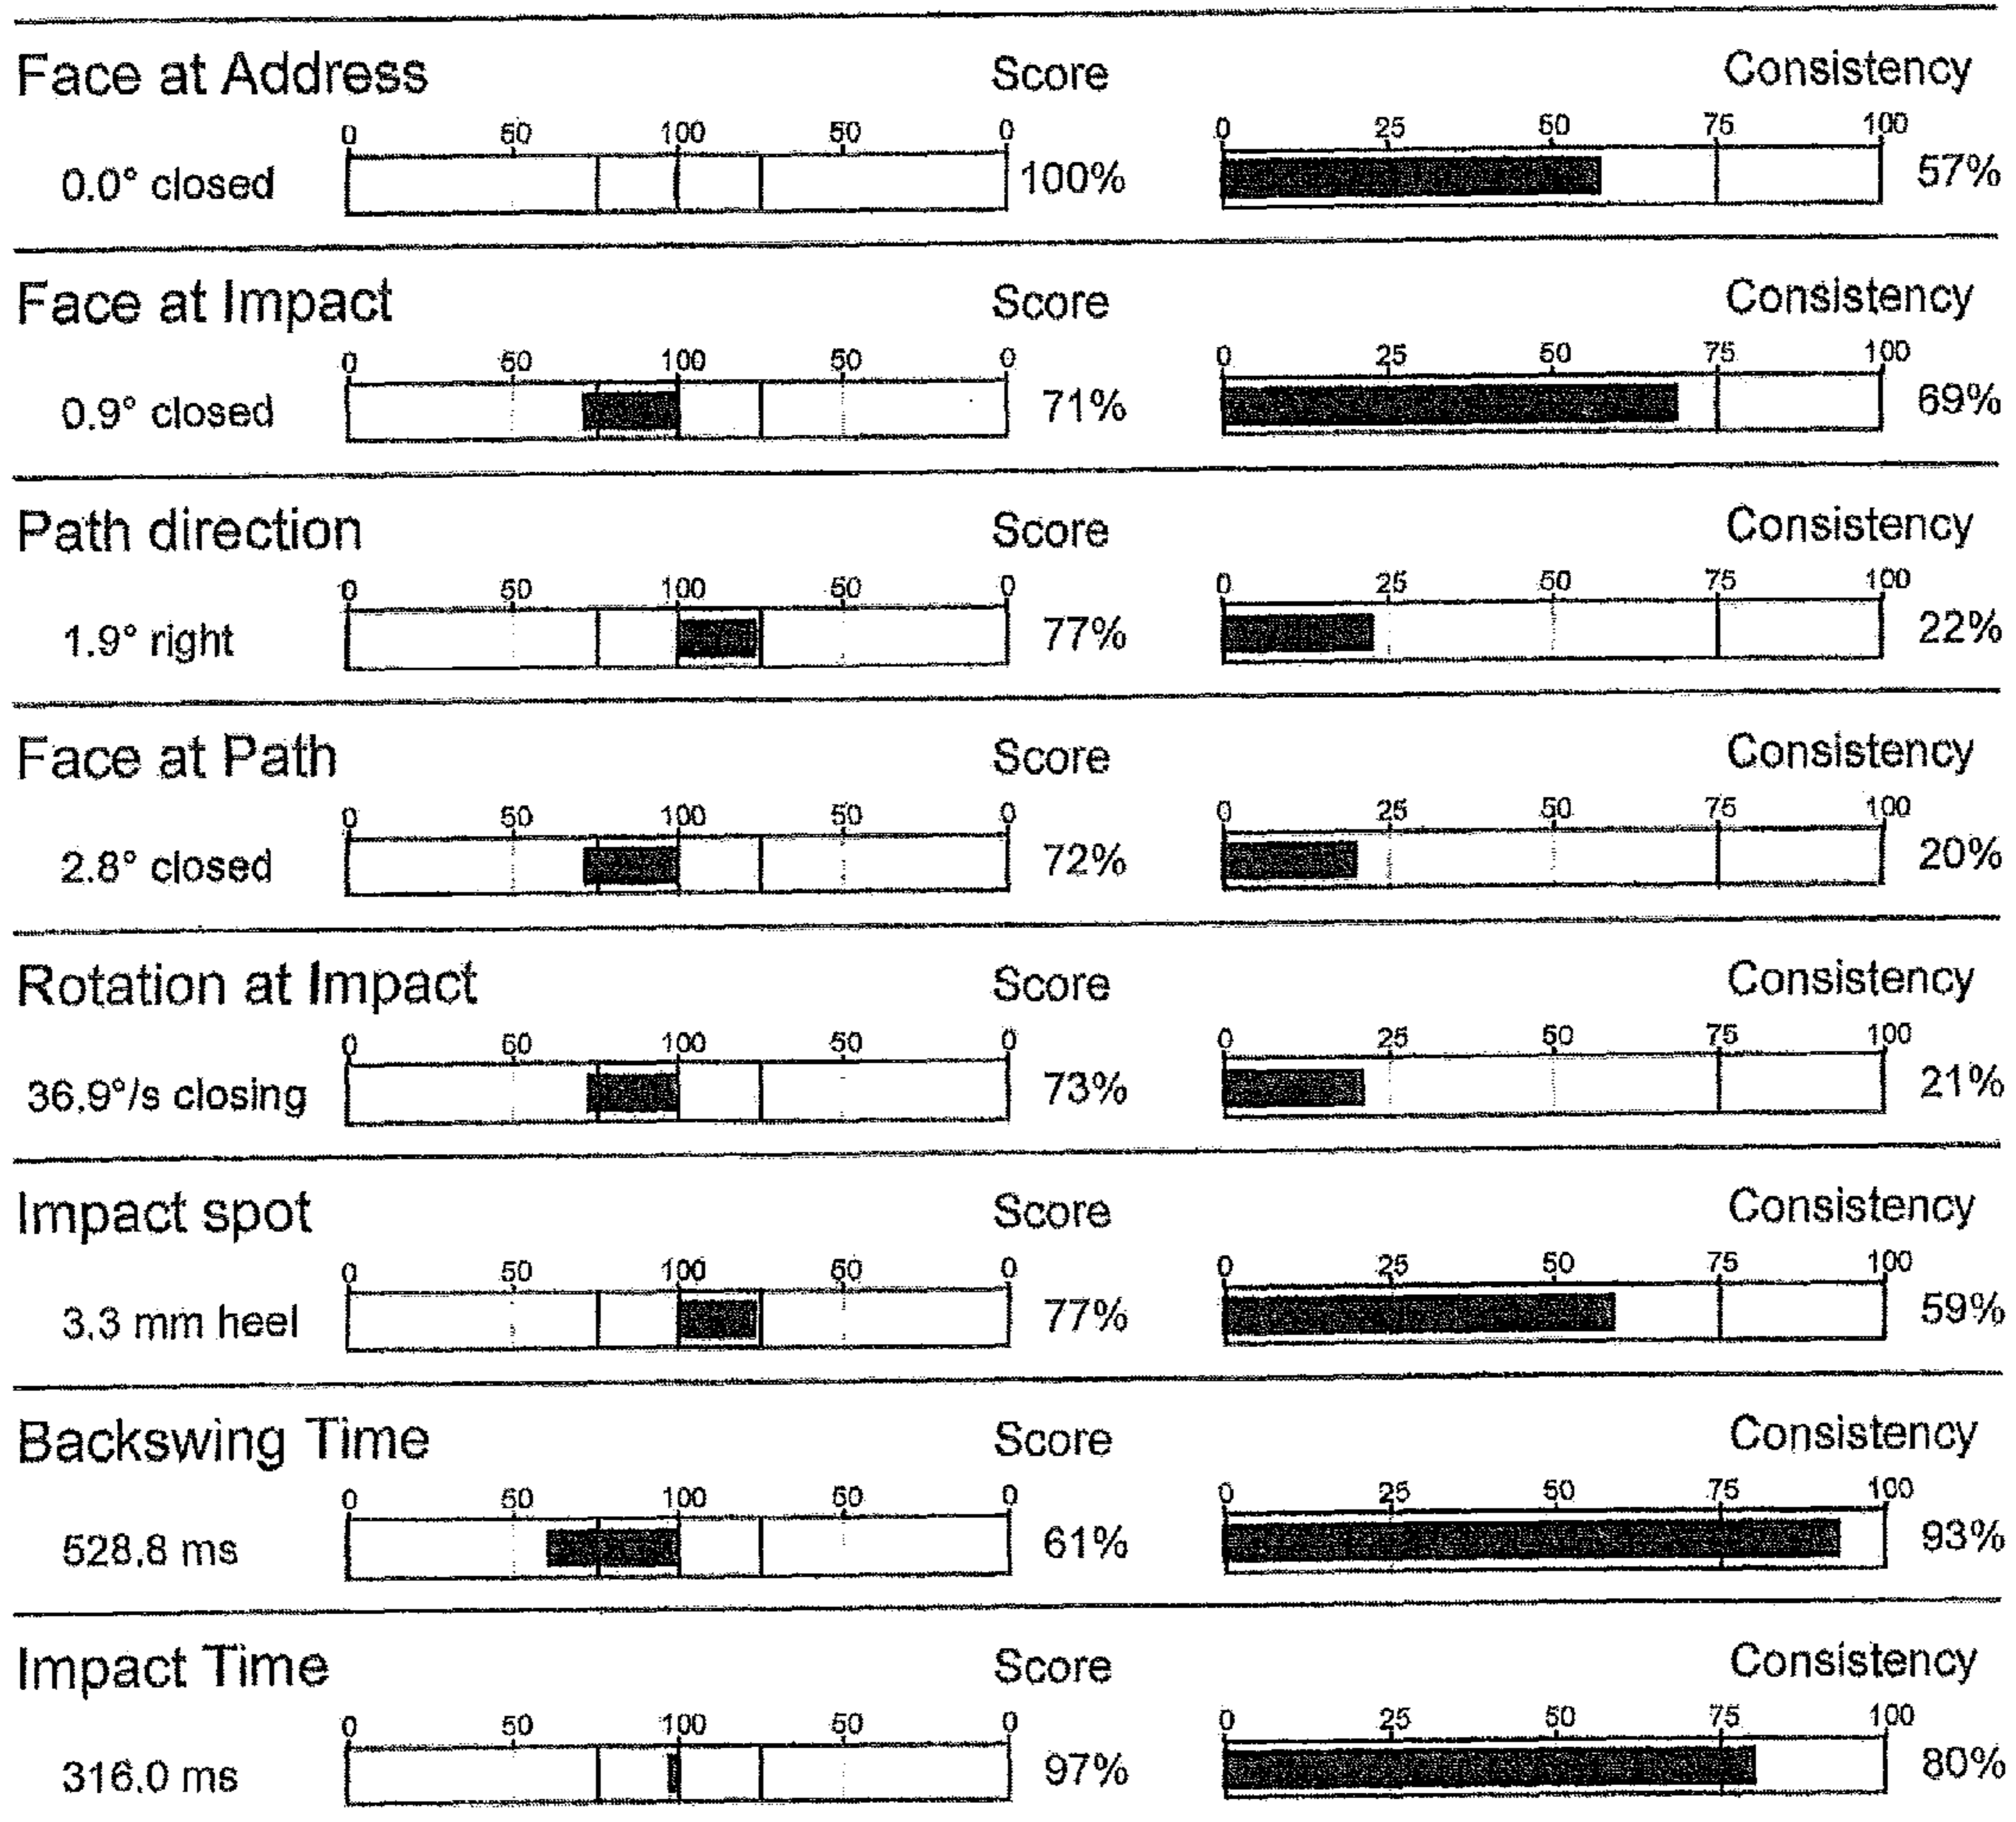 Face at Address Score Consistency
0 50 100 50 0 0 25 50 75 100
0.0° closed 100% 57%
Face at Impact Score Consistency
0 50 100 50 0 0 25 50 75 100
0.9° closed 71% 69%
Path direction Score Consistency
0 50 100 50 0 0 25 50 75 100
1.9° right 77% 22%
Face at Path Score Consistency
0 50 100 50 0 0 25 50 75 100
2.8° closed 72% 20%
Rotation at Impact Score Consistency
0 50 100 50 0 0 25 50 75 100
36.9°/s closing 73% 21%
Impact spot Score Consistency
0 50 100 50 0 0 25 50 75 100
3.3 mm heel 77% 59%
Backswing Time Score Consistency
0 50 100 50 0 0 25 50 75 100
528.8 ms 61% 93%
Impact Time Score Consistency
0 50 100 50 0 0 25 50 75 100
316.0 ms 97% 80%